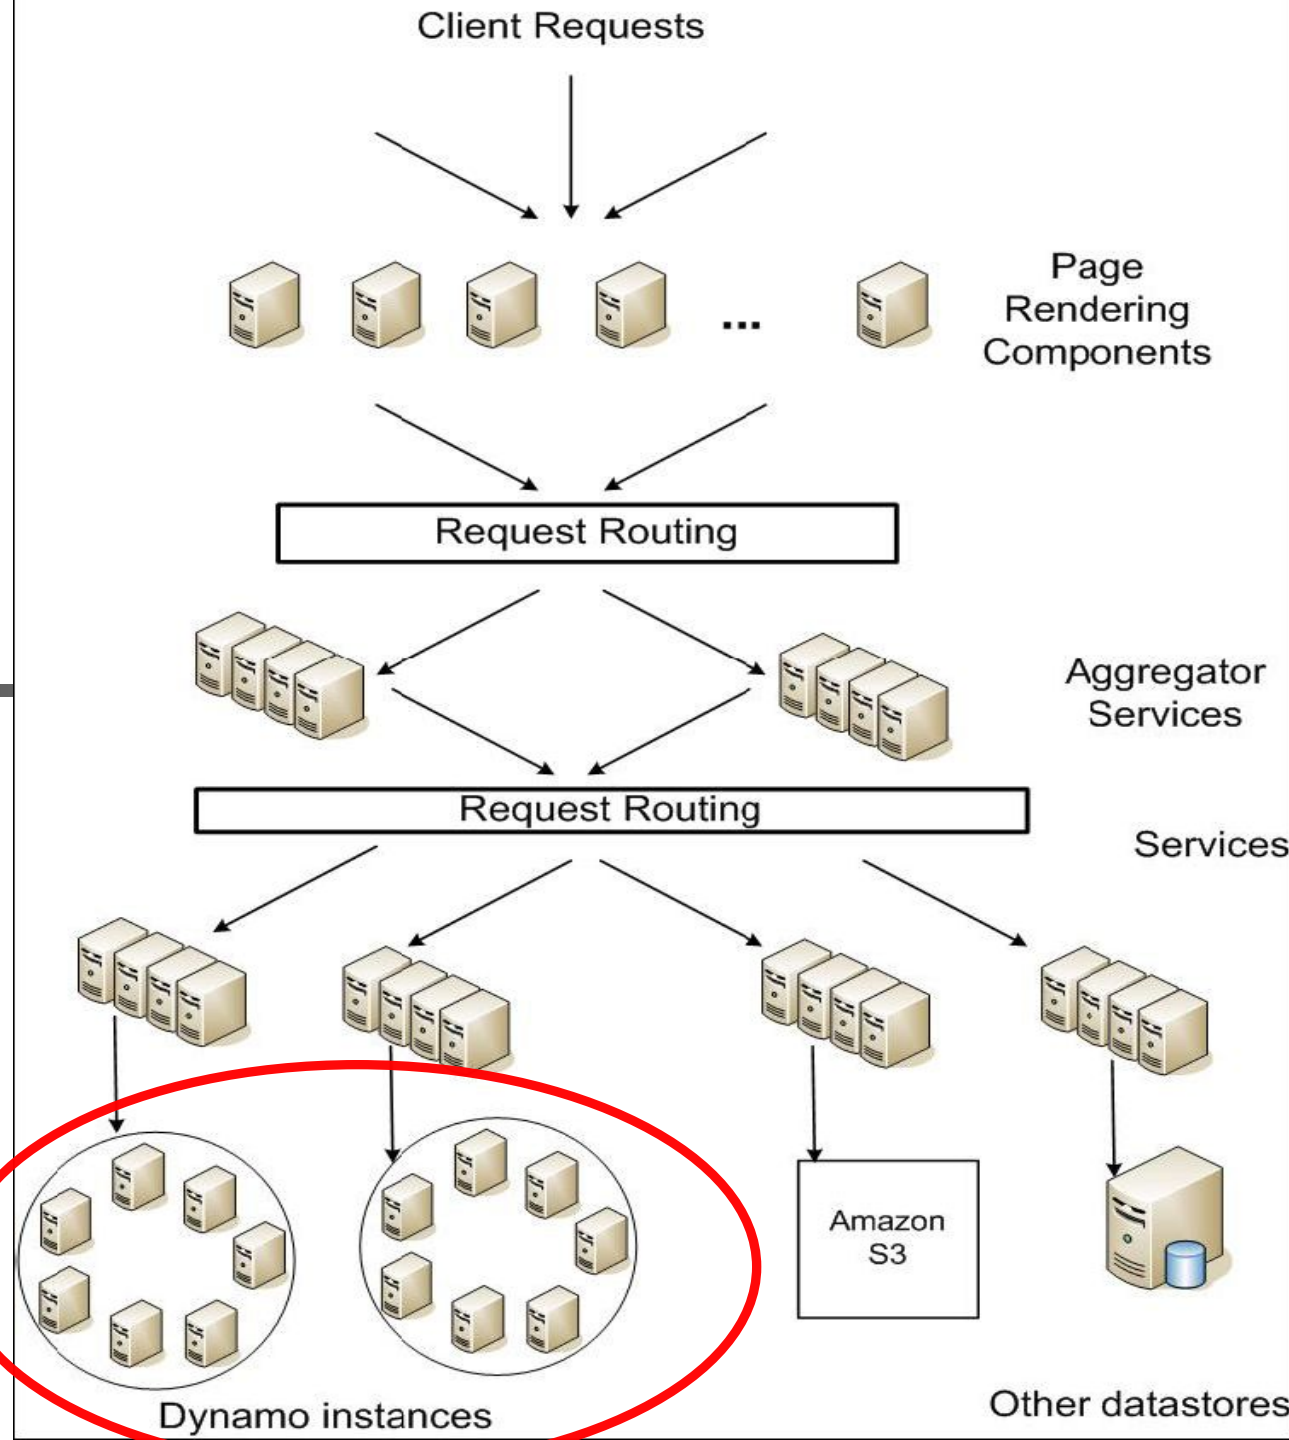 Client Requests
Page
Rendering
Components
...
Request Routing
Aggregator
Services
Request Routing
Services
Amazon
S3
Dynamo instances
Other datastores